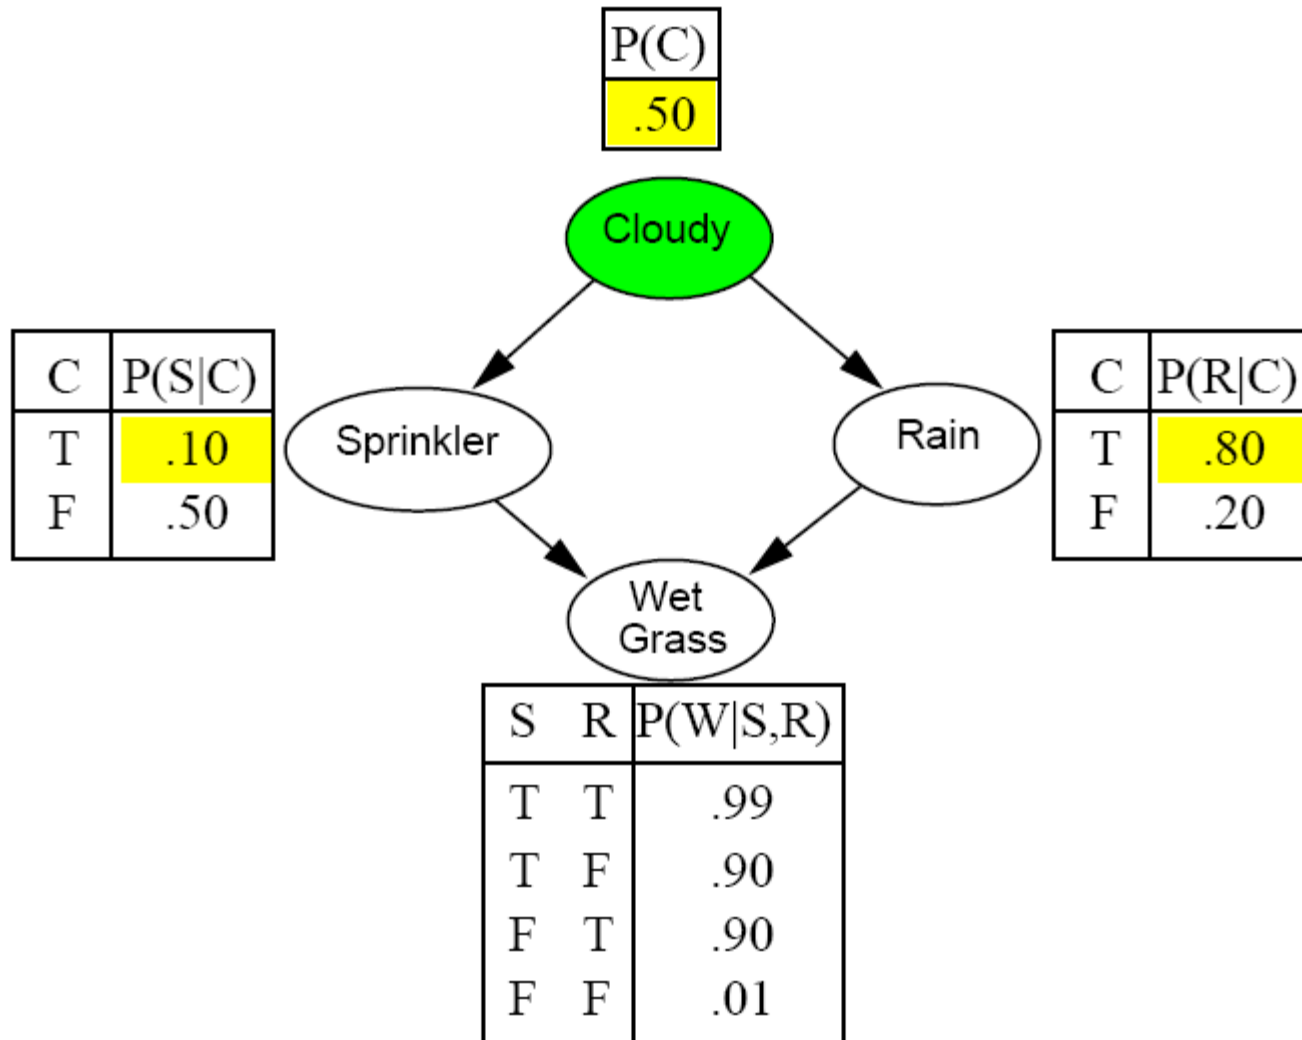 P(C)
.50
Cloudy
C P(S|C)
T .10
F .50
Sprinkler
Rain
C P(R|C)
T .80
F .20
Wet
Grass
S R P(W|S,R)
T T .99
T F .90
F T .90
F F .01